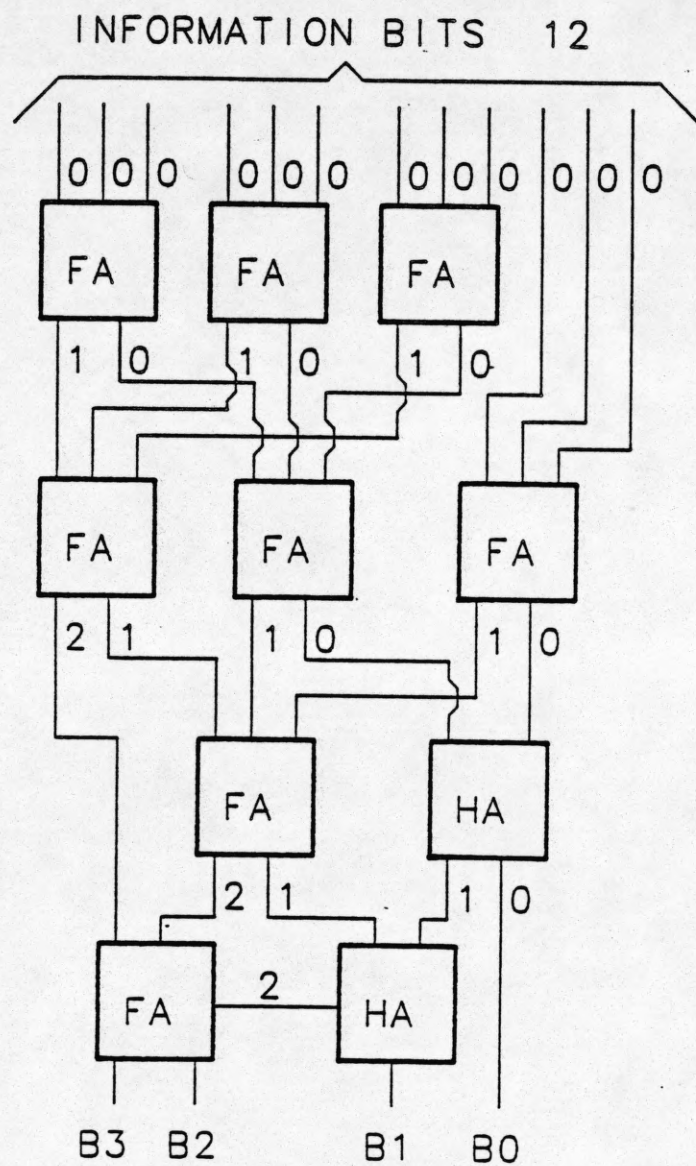 INFORMATION BITS 12
0 0 0 0 0 0 0 0 0 0 0 0
FA FA FA
1 0 1 0 1 0
FA FA FA
2 1 1 0 1 0
FA HA
2 1 1 0
FA 2 HA
B3 B2 B1 B0